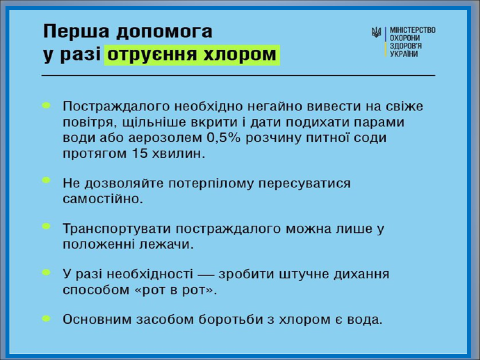 Перша допомога
у разі отруєння хлором
МІНІСТЕРСТВО
ОХОРОНИ
ЗДОРОВ'Я
УКРАЇНИ
Постраждалого необхідно негайно вивести на свіже
повітря, щільніше вкрити і дати подихати парами
води або аерозолем 0,5% розчину питної соди
протягом 15 хвилин.
Не дозволяйте потерпілому пересуватися
самостійно.
Транспортувати постраждалого можна лише у
положенні лежачи.
У разі необхідності — зробити штучне дихання
способом «рот в рот».
Основним засобом боротьби з хлором є вода.